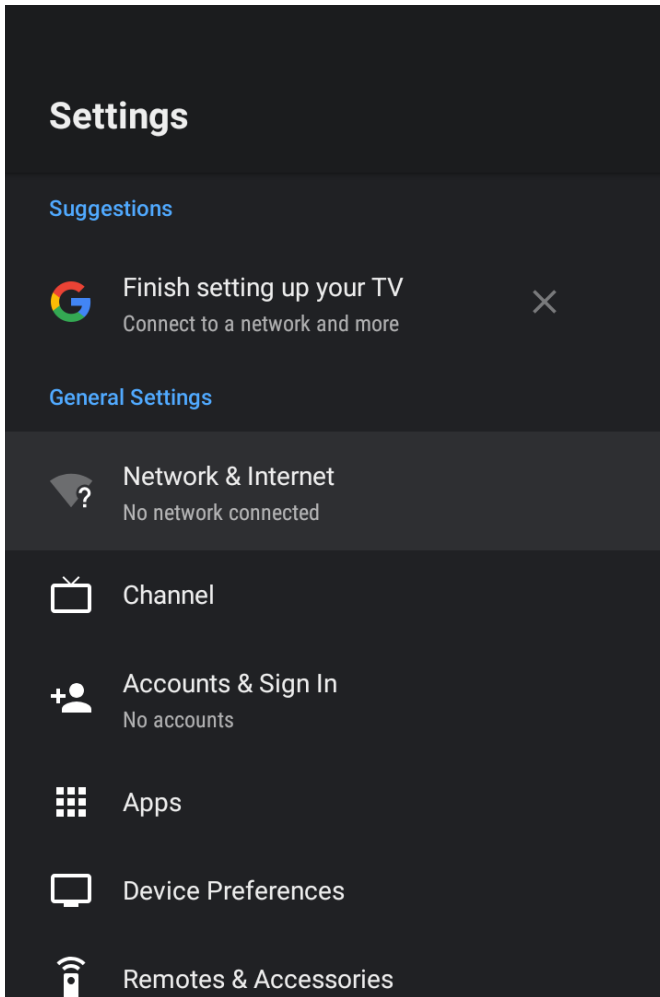 Settings
Suggestions
Finish setting up your TV
Connect to a network and more
General Settings
Network & Internet
No network connected
Channel
Accounts & Sign In
No accounts
Apps
Device Preferences
Remotes & Accessories